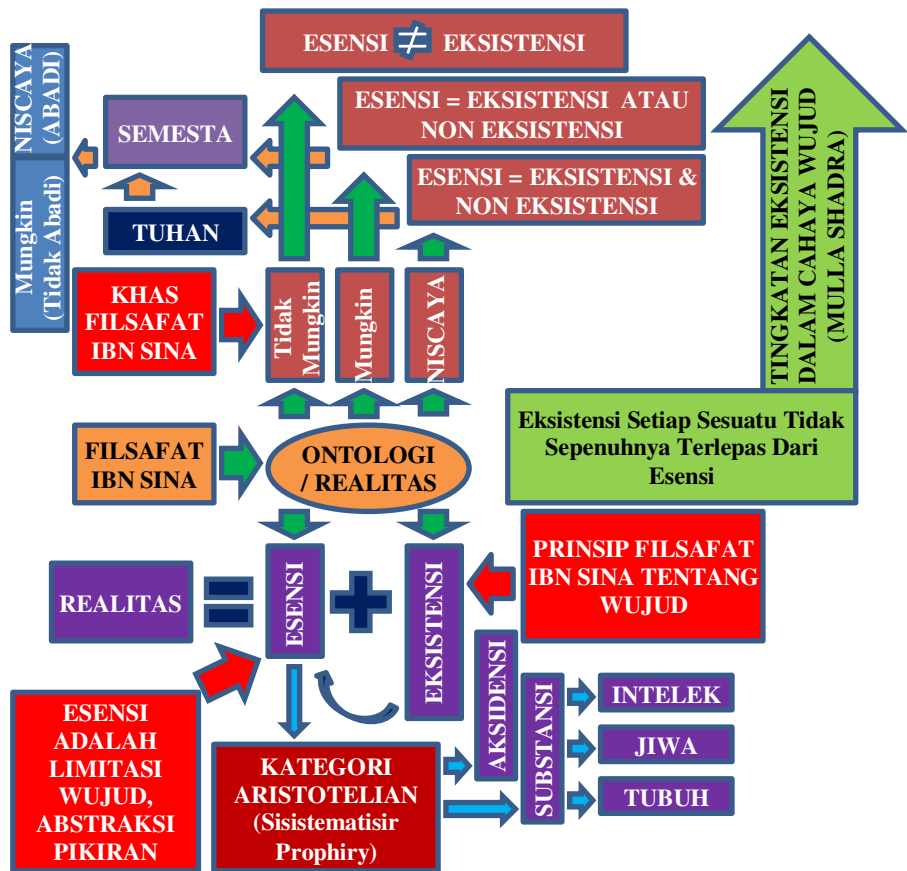 ESENSI ≠ EKSISTENSI
NISCAYA
(ABADI)
Mungkin
(Tidak Abadi)
SEMESTA
TUHAN
ESENSI = EKSISTENSI ATAU
NON EKSISTENSI
ESENSI = EKSISTENSI &
NON EKSISTENSI
TINGKATAN EKSISTENSI
DALAM CAHAYA WUJUD
(MULLA SHADRA)
KHAS
FILSAFAT
IBN SINA
Tidak
Mungkin
Mungkin
NISCAYA
Eksistensi Setiap Sesuatu Tidak
Sepenuhnya Terlepas Dari
Esensi
FILSAFAT
IBN SINA
ONTOLOGI
/ REALITAS
REALITAS
=
ESENSI
+
EKSISTENSI
PRINSIP FILSAFAT
IBN SINA TENTANG
WUJUD
ESENSI
ADALAH
LIMITASI
WUJUD,
ABSTRAKSI
PIKIRAN
KATEGORI
ARISTOTELIAN
(Sisistematisir
Prophiry)
AKSIDENSI
SUBSTANSI
INTELEK
JIWA
TUBUH